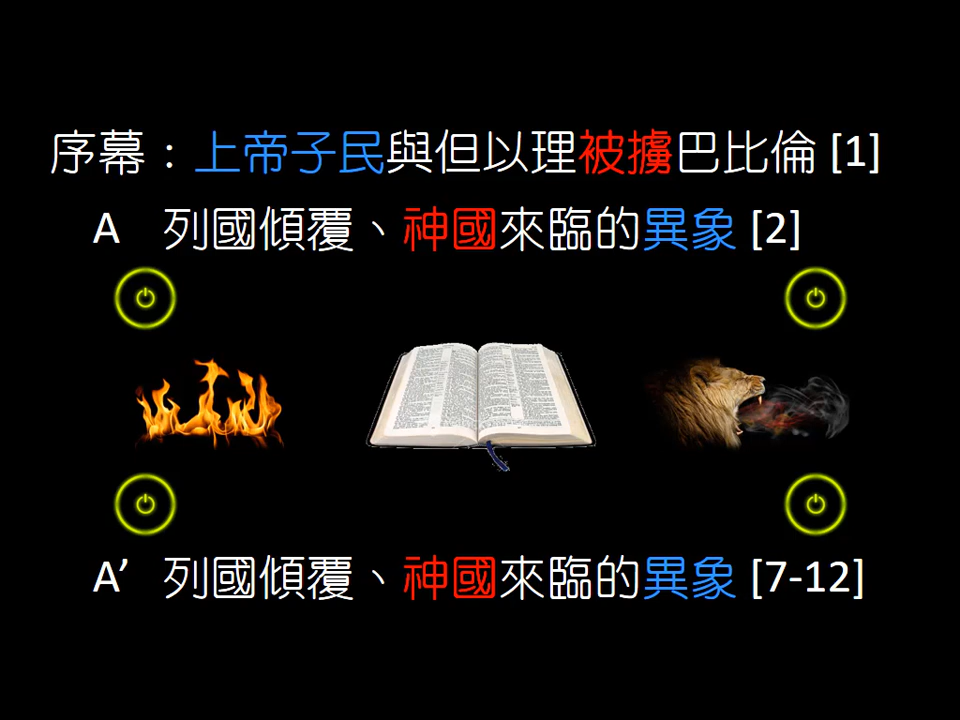 序幕：上帝子民與但以理被擄巴比倫 [1]
A 列國傾覆、神國來臨的異象 [2]
A’ 列國傾覆、神國來臨的異象 [7-12]